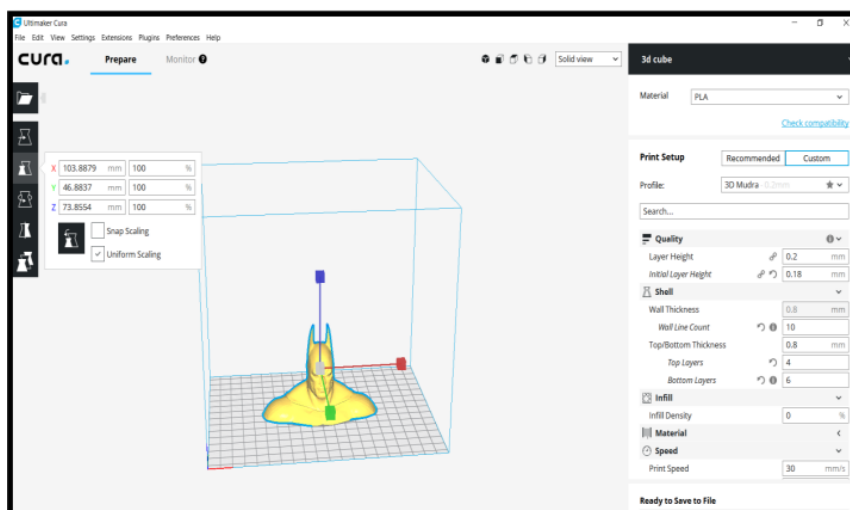 Ultimaker Cura
File Edit View Settings Extensions Plugins Preferences Help
cura. Prepare Monitor ? Solid view
3d cube
Material PLA
Check compatibility
X 103.8879 mm 100 %
Y 46.8837 mm 100 %
Z 73.8554 mm 100 %
Snap Scaling
Uniform Scaling
Print Setup Recommended Custom
Profile: 3D Mudra 0.2mm
Search...
Quality
Layer Height 0.2 mm
Initial Layer Height 0.18 mm
Shell
Wall Thickness 0.8 mm
Wall Line Count 10
Top/Bottom Thickness 0.8 mm
Top Layers 4
Bottom Layers 6
Infill
Infill Density 0 %
Material
Speed
Print Speed 30 mm/s
Ready to Save to File